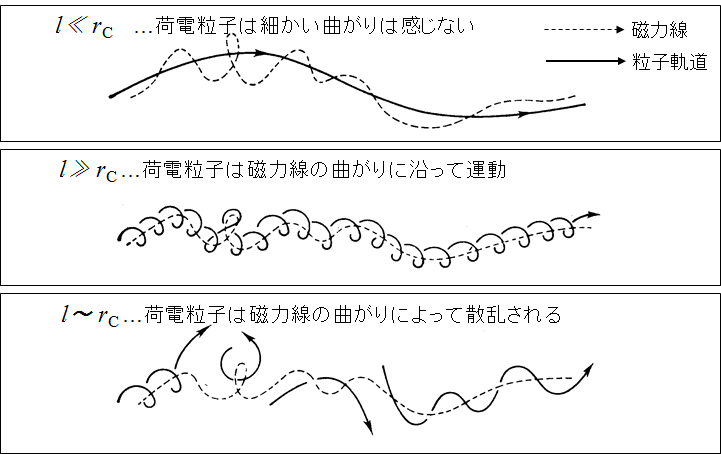 l≪rC …荷電粒子は細かい曲がりは感じない
磁力線
粒子軌道
l≫rC…荷電粒子は磁力線の曲がりに沿って運動
l～rC…荷電粒子は磁力線の曲がりによって散乱される